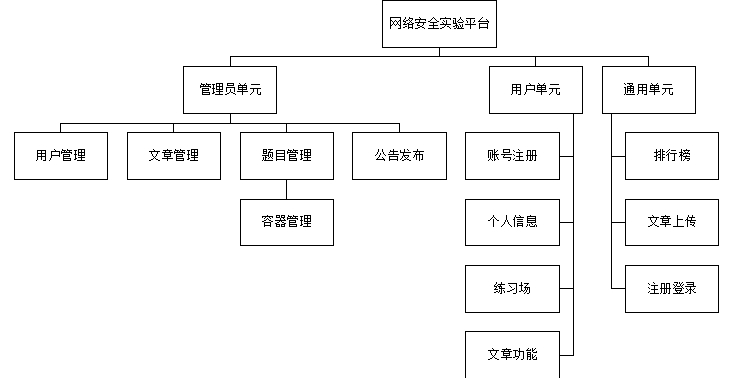 网络安全实验平台
管理员单元
用户单元
通用单元
用户管理
文章管理
题目管理
公告发布
账号注册
排行榜
容器管理
个人信息
文章上传
练习场
注册登录
文章功能